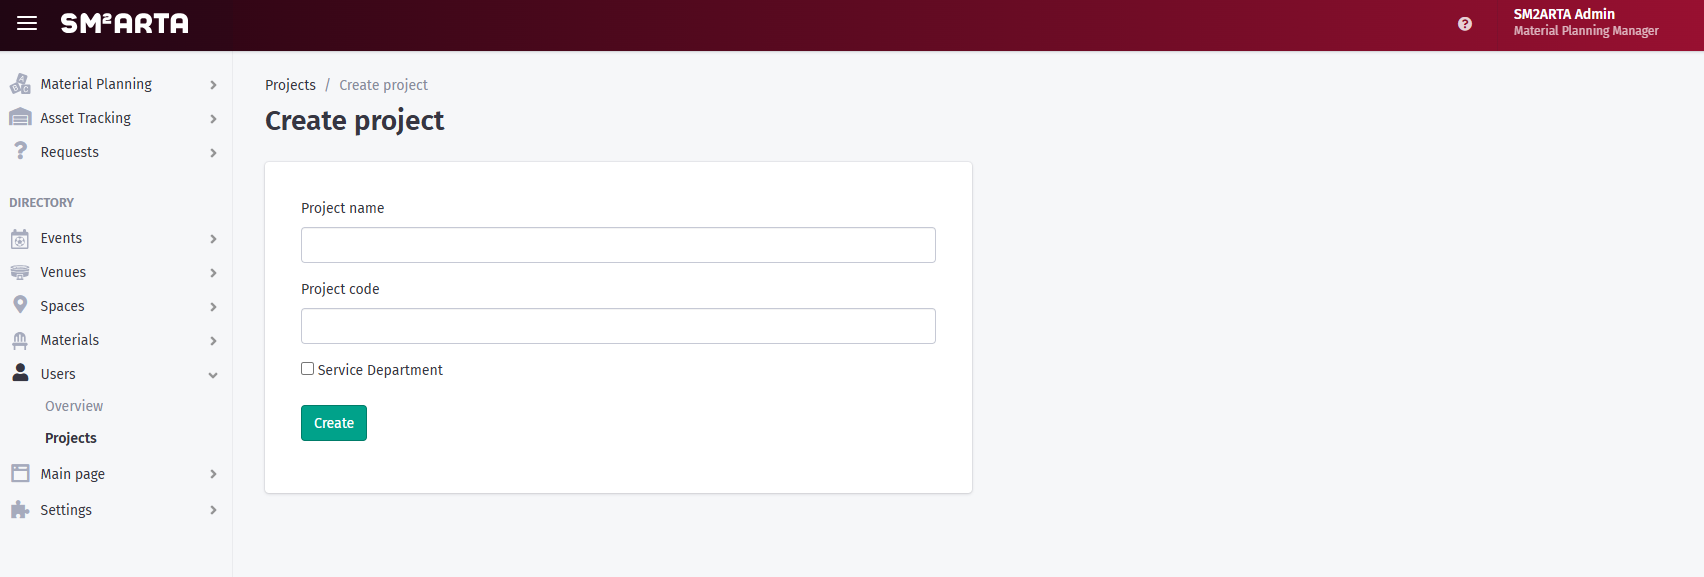 SM²ARTA
SM2ARTA Admin
Material Planning Manager
Material Planning
Asset Tracking
Requests
DIRECTORY
Events
Venues
Spaces
Materials
Users
Overview
Projects
Main page
Settings
Projects / Create project
Create project
Project name
Project code
Service Department
Create